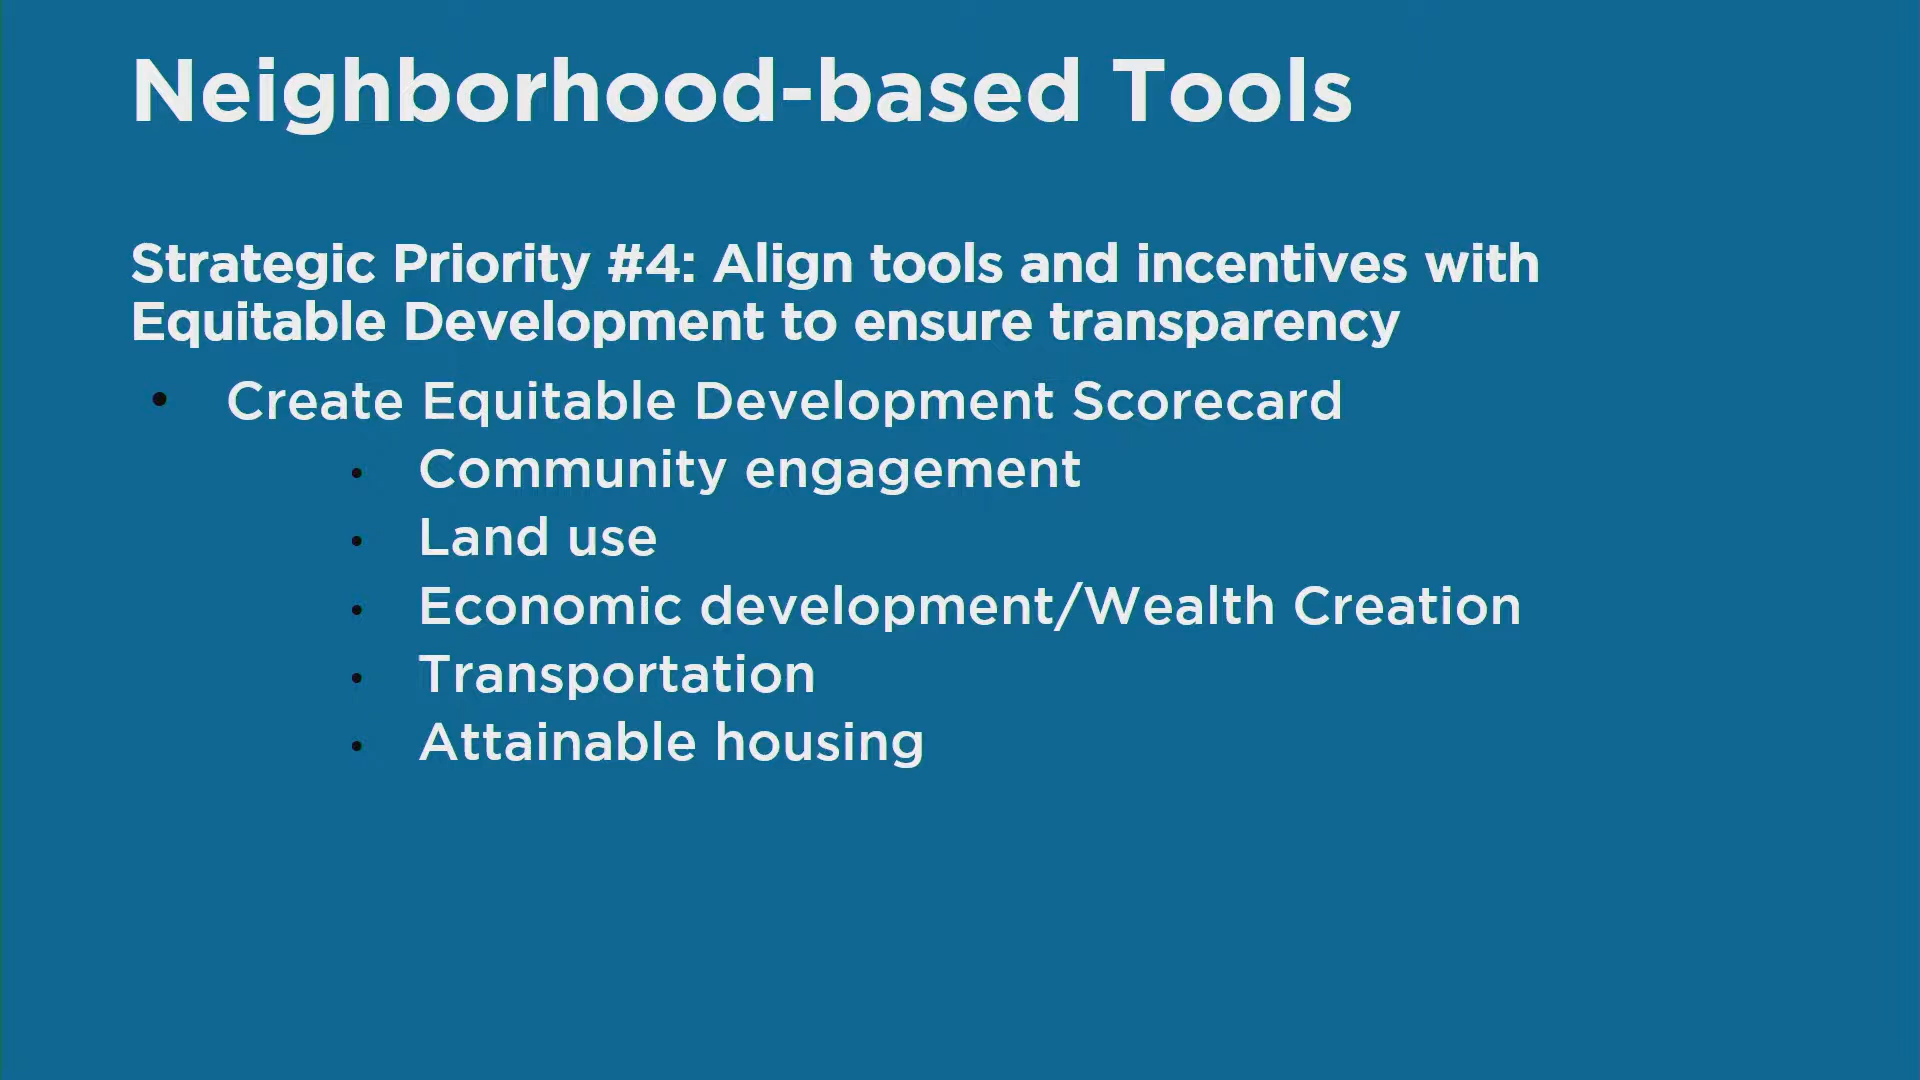 Neighborhood-based Tools
Strategic Priority #4: Align tools and incentives with
Equitable Development to ensure transparency
• Create Equitable Development Scorecard
• Community engagement
• Land use
• Economic development/Wealth Creation
• Transportation
• Attainable housing